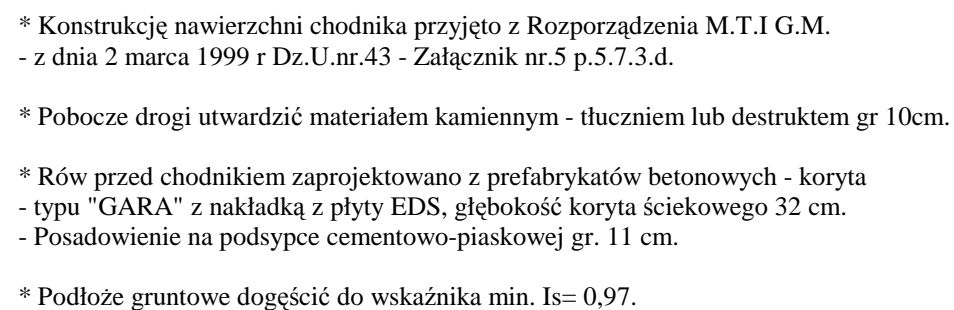 * Konstrukcję nawierzchni chodnika przyjęto z Rozporządzenia M.T.I G.M.
- z dnia 2 marca 1999 r Dz.U.nr.43 - Załącznik nr.5 p.5.7.3.d.
* Pobocze drogi utwardzić materiałem kamiennym - tłuczniem lub destruktem gr 10cm.
* Rów przed chodnikiem zaprojektowano z prefabrykatów betonowych - koryta
- typu "GARA" z nakładką z płyty EDS, głębokość koryta ściekowego 32 cm.
- Posadowienie na podsypce cementowo-piaskowej gr. 11 cm.
* Podłoże gruntowe dogęścić do wskaźnika min. Is= 0,97.